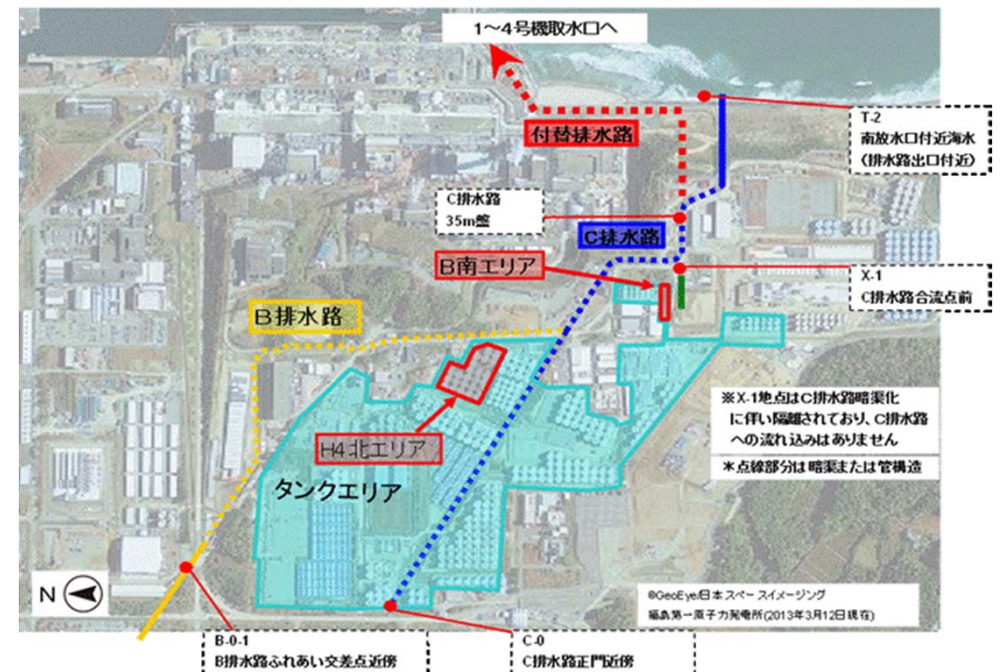 1～4号機取水口へ
付替排水路
T-2
南放水口付近海水
(排水路出口付近)
C排水路
35m盤
C排水路
B南エリア
X-1
C排水路合流点前
B排水路
H4北エリア
タンクエリア
※X-1地点はC排水路暗渠化
に伴い隔離されており、C排水路
への流れ込みはありません
＊点線部分は暗渠または管構造
N
©GeoEye/日本スペースイメージング
福島第一原子力発電所(2013年3月12日現在)
B-0-1
B排水路ふれあい交差点近傍
C-0
C排水路正門近傍